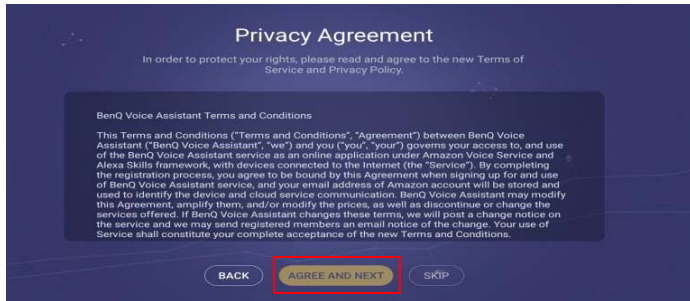 Privacy Agreement
In order to protect your rights, please read and agree to the new Terms of
Service and Privacy Policy.
BenQ Voice Assistant Terms and Conditions
This Terms and Conditions ("Terms and Conditions", "Agreement") between BenQ Voice
Assistant ("BenQ Voice Assistant", "we") and you ("you", "your") governs your access to, and use
of the BenQ Voice Assistant service as an online application under Amazon Voice Service and
Alexa Skills framework, with devices connected to the Internet (the "Service"). By completing
the registration process, you agree to be bound by this Agreement when signing up for and use
of BenQ Voice Assistant service, and your email address of Amazon account will be stored and
used to identify the device and cloud service communication. BenQ Voice Assistant may modify
this Agreement, amplify them, and/or modify the prices, as well as discontinue or change the
services offered. If BenQ Voice Assistant changes these terms, we will post a change notice on
the service and we may send registered members an email notice of the change. Your use of
Service shall constitute your complete acceptance of the new Terms and Conditions.
BACK AGREE AND NEXT SKIP